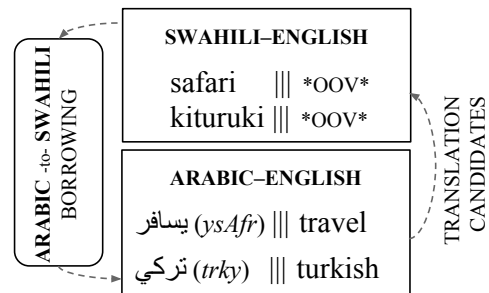 ARABIC -to- SWAHILI
BORROWING
SWAHILI–ENGLISH
safari ||| *OOV*
kituruki ||| *OOV*
ARABIC–ENGLISH
يسافر (ysAfr) ||| travel
تركي (trky) ||| turkish
TRANSLATION
CANDIDATES